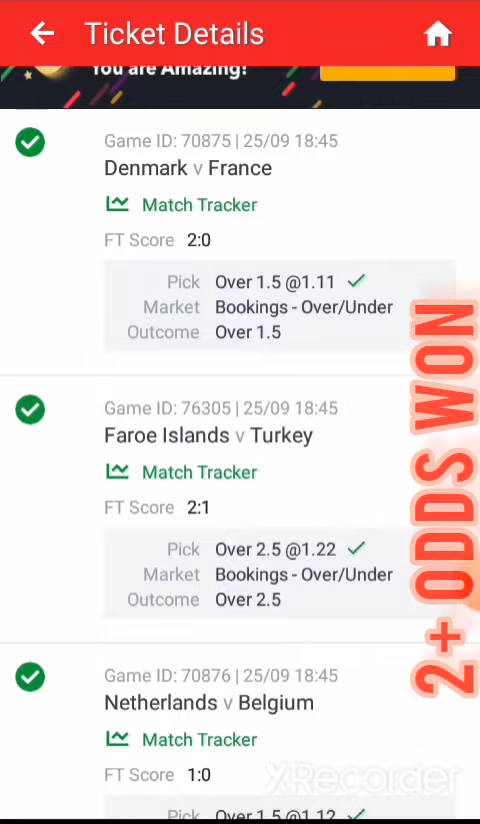 Ticket Details
You are Amazing!
Game ID: 70875 | 25/09 18:45
Denmark v France
Match Tracker
FT Score 2:0
Pick Over 1.5 @1.11
Market Bookings - Over/Under
Outcome Over 1.5
Game ID: 76305 | 25/09 18:45
Faroe Islands v Turkey
Match Tracker
FT Score 2:1
Pick Over 2.5 @1.22
Market Bookings - Over/Under
Outcome Over 2.5
Game ID: 70876 | 25/09 18:45
Netherlands v Belgium
Match Tracker
FT Score 1:0
Pick Over 1.5 @1.12
2+ ODDS WON
XRecorder